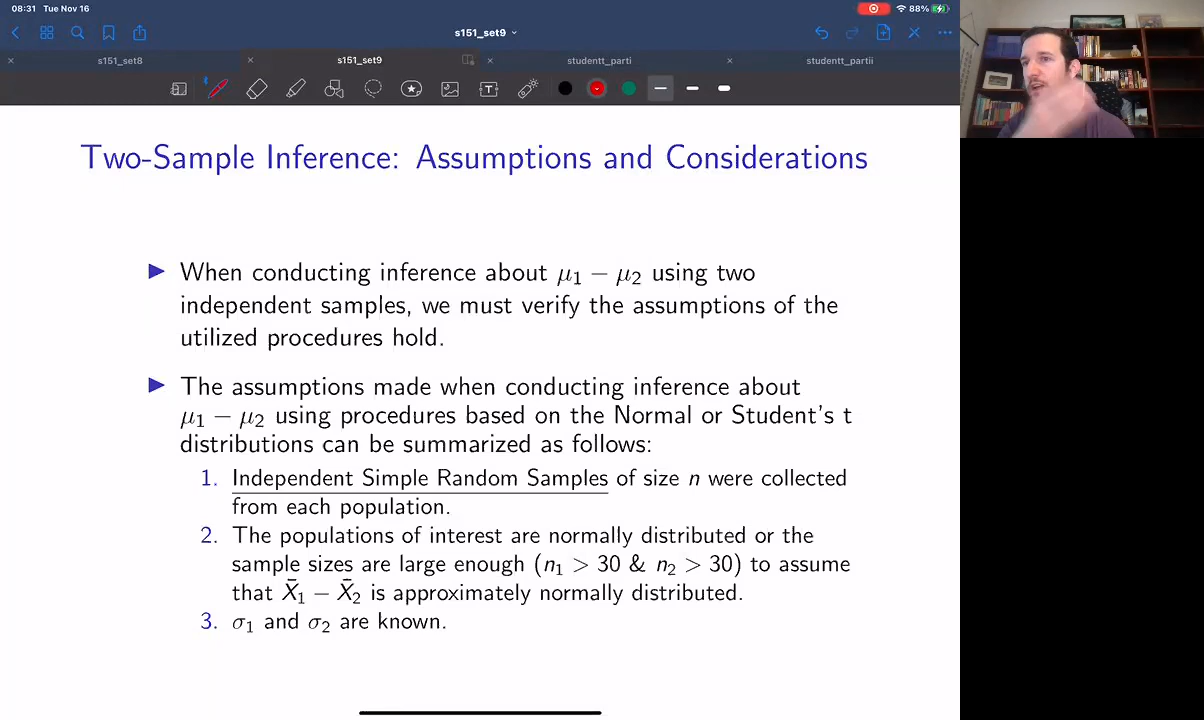 08:31 Tue Nov 16
88%
s151_set9
s151_set8
s151_set9
studentt_parti
studentt_partii
T
Two-Sample Inference: Assumptions and Considerations
When conducting inference about μ₁ − μ₂ using two
independent samples, we must verify the assumptions of the
utilized procedures hold.
The assumptions made when conducting inference about
μ₁ − μ₂ using procedures based on the Normal or Student's t
distributions can be summarized as follows:
1. Independent Simple Random Samples of size n were collected
from each population.
2. The populations of interest are normally distributed or the
sample sizes are large enough (n₁ > 30 & n₂ > 30) to assume
that X̄₁ − X̄₂ is approximately normally distributed.
3. σ₁ and σ₂ are known.